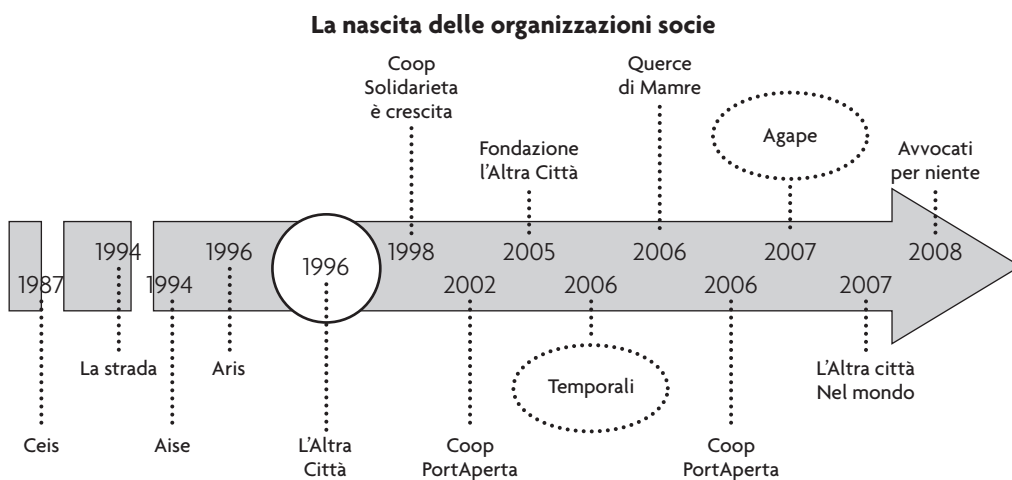 La nascita delle organizzazioni socie
Coop
Solidarieta
è crescita
Querce
di Mamre
Fondazione
l'Altra Città
Agape
Avvocati
per niente
1994
1996
1996
1998
2005
2006
2007
2008
1987
1994
2002
2006
2006
2007
La strada
Aris
Temporali
L'Altra città
Nel mondo
Ceis
Aise
L'Altra
Città
Coop
PortAperta
Coop
PortAperta